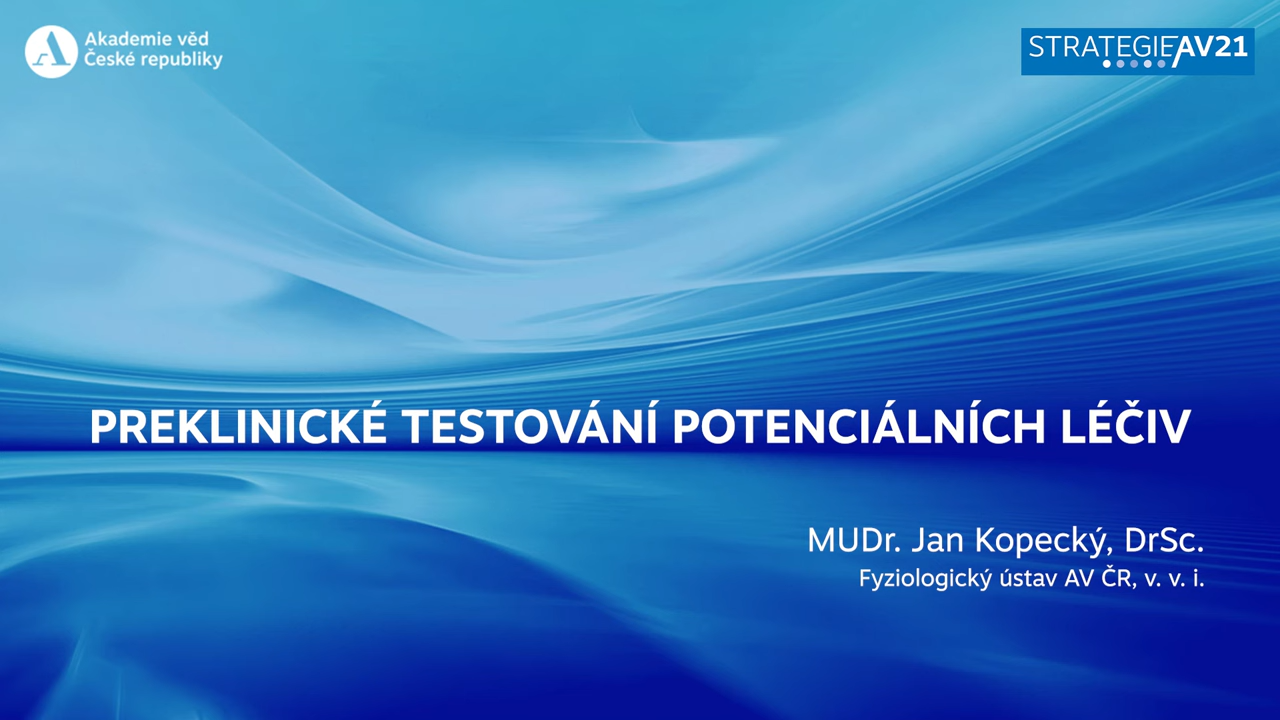 Akademie věd
České republiky
STRATEGIE AV21
PREKLINICKÉ TESTOVÁNÍ POTENCIÁLNÍCH LÉČIV
MUDr. Jan Kopecký, DrSc.
Fyziologický ústav AV ČR, v. v. i.